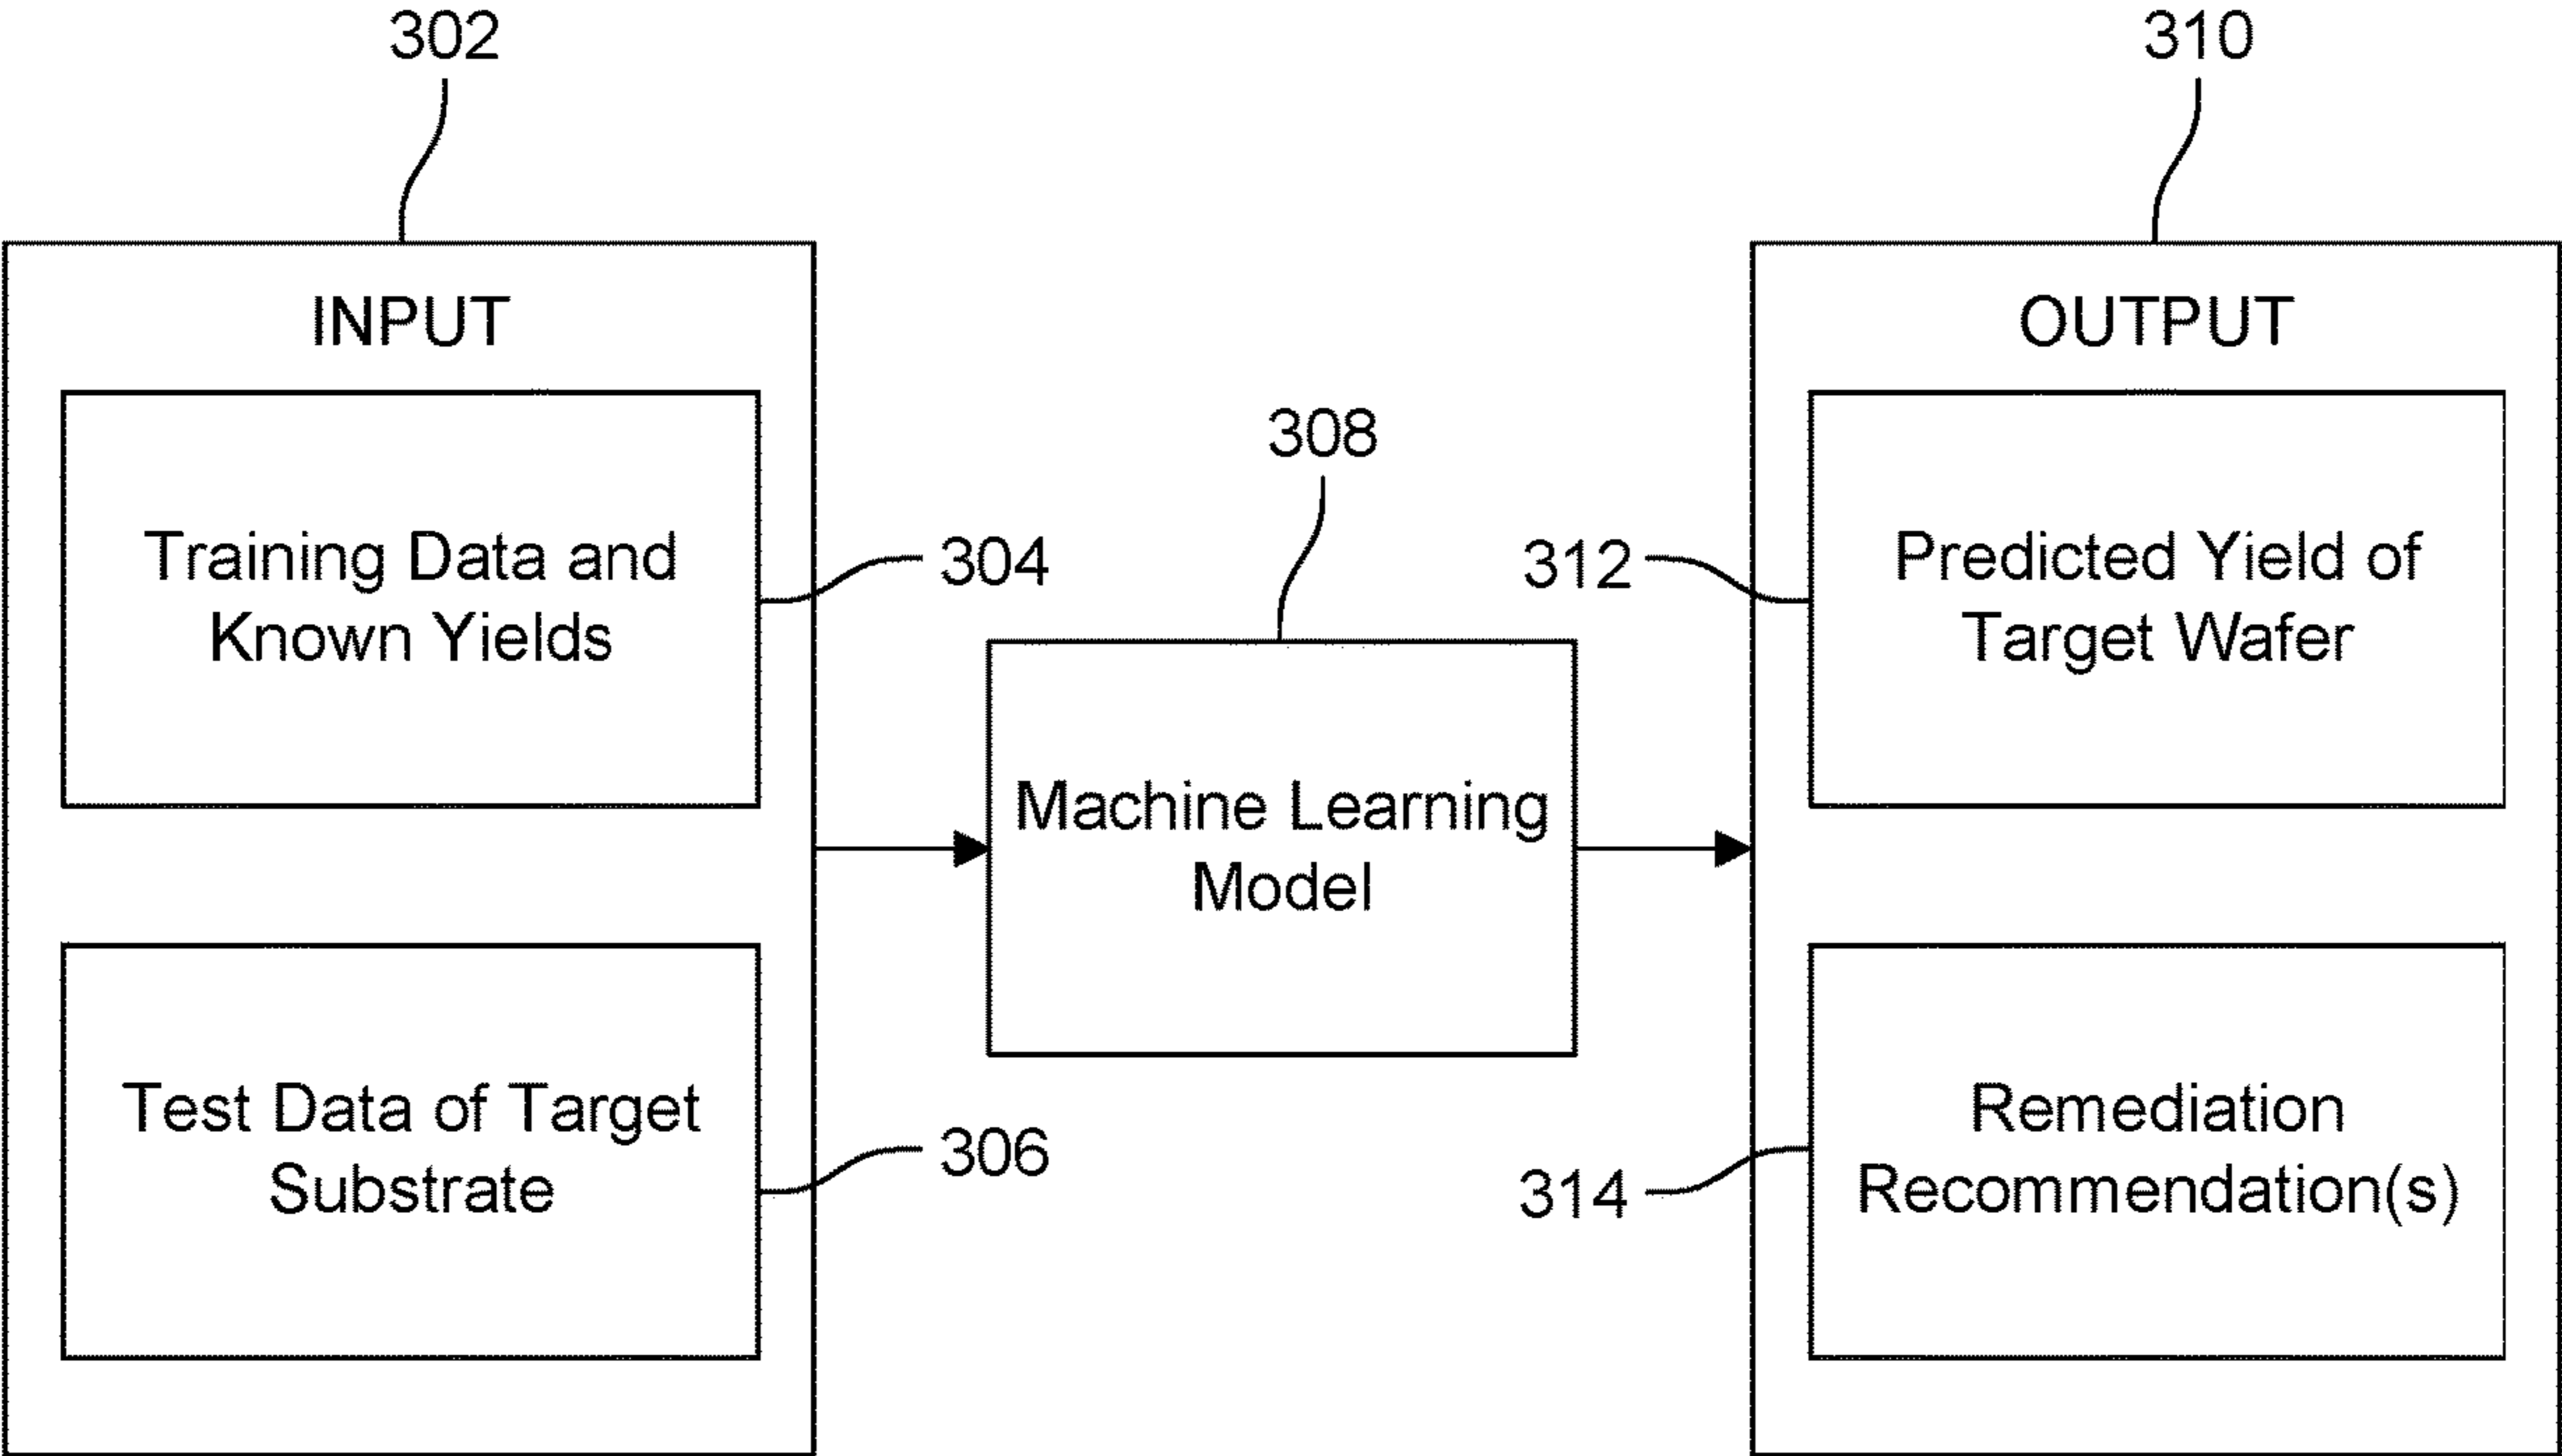 302
310
INPUT
OUTPUT
308
Training Data and
Known Yields
304
312
Predicted Yield of
Target Wafer
Machine Learning
Model
Test Data of Target
Substrate
306
314
Remediation
Recommendation(s)